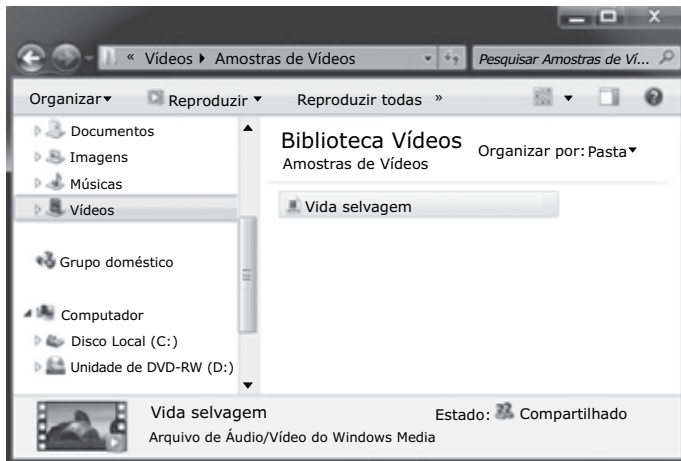 « Vídeos Amostras de Vídeos Pesquisar Amostras de Ví...
Organizar Reproduzir Reproduzir todas »
Documentos
Imagens
Músicas
Vídeos
Grupo doméstico
Computador
Disco Local (C:)
Unidade de DVD-RW (D:)
Biblioteca Vídeos
Amostras de Vídeos
Organizar por: Pasta
Vida selvagem
Vida selvagem
Arquivo de Áudio/Vídeo do Windows Media
Estado: Compartilhado